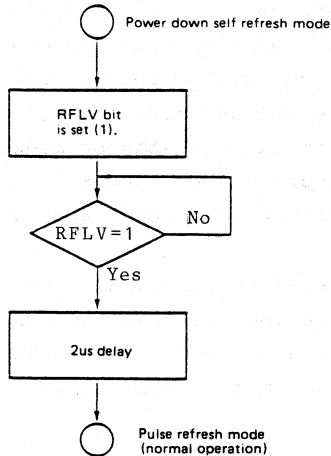 Power down self refresh mode
RFLV bit
is set (1).
No
RFLV=1
Yes
2us delay
Pulse refresh mode
(normal operation)